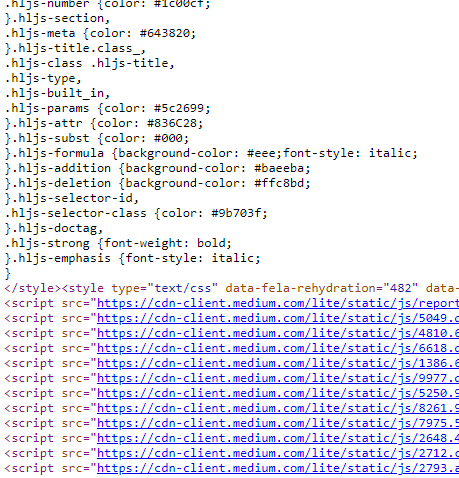 .hljs-number {color: #1c00cf;
}.hljs-section,
.hljs-meta {color: #643820;
}.hljs-title.class_,
.hljs-class .hljs-title,
.hljs-type,
.hljs-built_in,
.hljs-params {color: #5c2699;
}.hljs-attr {color: #836C28;
}.hljs-subst {color: #000;
}.hljs-formula {background-color: #eee;font-style: italic;
}.hljs-addition {background-color: #baeeba;
}.hljs-deletion {background-color: #ffc8bd;
}.hljs-selector-id,
.hljs-selector-class {color: #9b703f;
}.hljs-doctag,
.hljs-strong {font-weight: bold;
}.hljs-emphasis {font-style: italic;
}
</style><style type="text/css" data-fela-rehydration="482" data-
<script src="https://cdn-client.medium.com/lite/static/js/report
<script src="https://cdn-client.medium.com/lite/static/js/5049.
<script src="https://cdn-client.medium.com/lite/static/js/4810.6
<script src="https://cdn-client.medium.com/lite/static/js/6618.
<script src="https://cdn-client.medium.com/lite/static/js/1386.6
<script src="https://cdn-client.medium.com/lite/static/js/9977.
<script src="https://cdn-client.medium.com/lite/static/js/5250.9
<script src="https://cdn-client.medium.com/lite/static/js/8261.9
<script src="https://cdn-client.medium.com/lite/static/js/7975.5
<script src="https://cdn-client.medium.com/lite/static/js/2648.4
<script src="https://cdn-client.medium.com/lite/static/js/2712.
<script src="https://cdn-client.medium.com/lite/static/js/2793.a